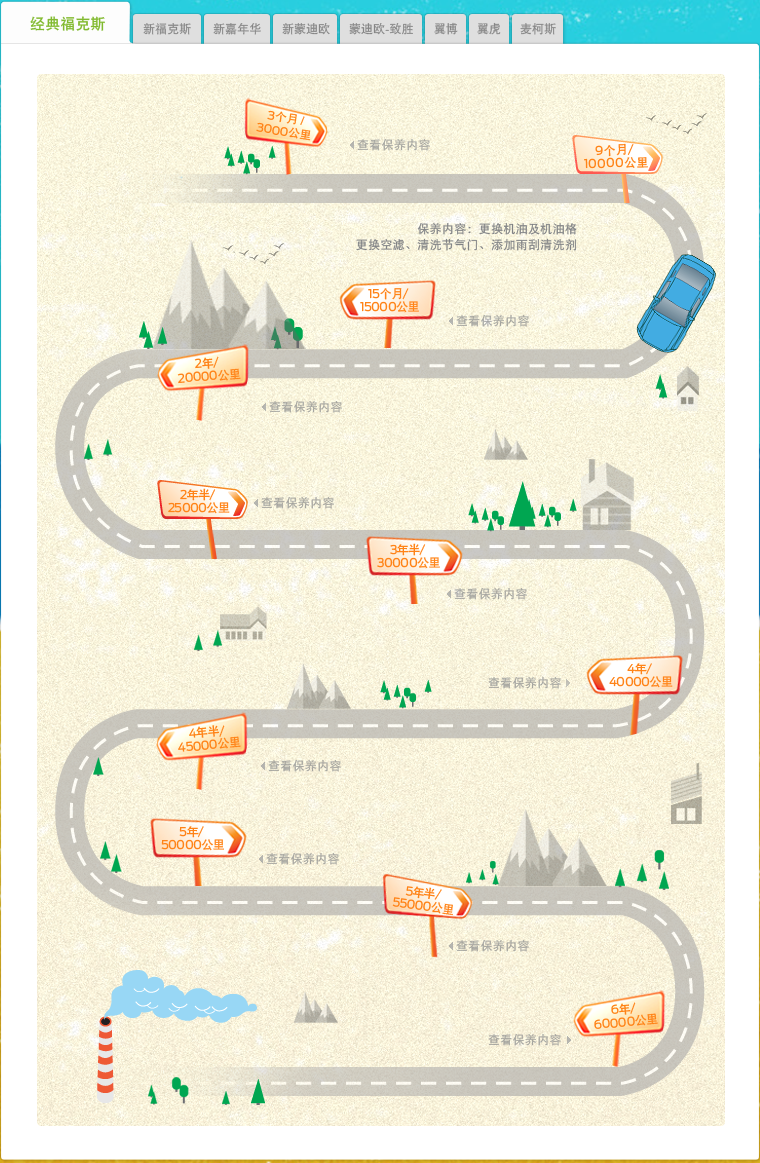 经典福克斯
新福克斯
新嘉年华
新蒙迪欧
蒙迪欧-致胜
翼博
翼虎
麦柯斯
3个月/
3000公里
查看保养内容
9个月/
10000公里
保养内容：更换机油及机油格
更换空滤、清洗节气门、添加雨刮清洗剂
15个月/
15000公里
查看保养内容
2年/
20000公里
查看保养内容
2年半/
25000公里
查看保养内容
3年半/
30000公里
查看保养内容
4年/
40000公里
查看保养内容
4年半/
45000公里
查看保养内容
5年/
50000公里
查看保养内容
5年半/
55000公里
查看保养内容
6年/
60000公里
查看保养内容